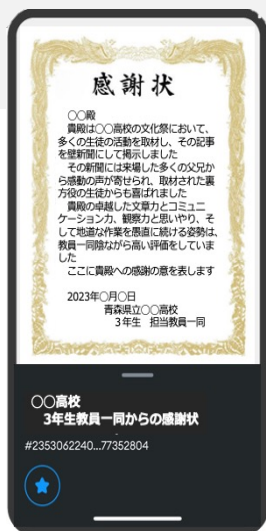 感謝状
○○殿
貴殿は○○高校の文化祭において、
多くの生徒の活動を取材し、その記事
を壁新聞にして掲示しました
その新聞には来場した多くの父兄か
ら感動の声が寄せられ、取材された裏
方役の生徒からも喜ばれました
貴殿の卓越した文章力とコミュニ
ケーション力、観察力と思いやり、そ
して地道な作業を愚直に続ける姿勢は、
教員一同陰ながら高い評価をしていま
した
ここに貴殿への感謝の意を表します
2023年○月○日
青森県立○○高校
3年生 担当教員一同
○○高校
3年生教員一同からの感謝状
#2353062240...77352804